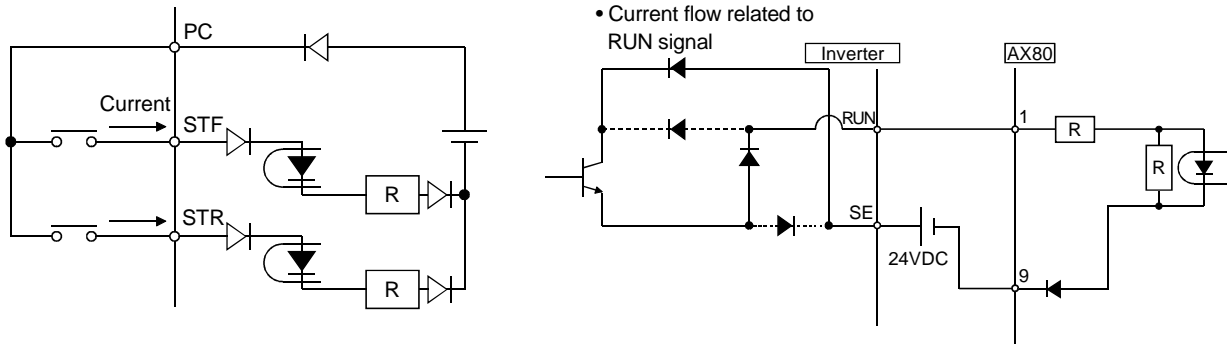 PC
Current
STF
R
STR
R
• Current flow related to
RUN signal
Inverter
AX80
RUN
1
R
R
SE
24VDC
9